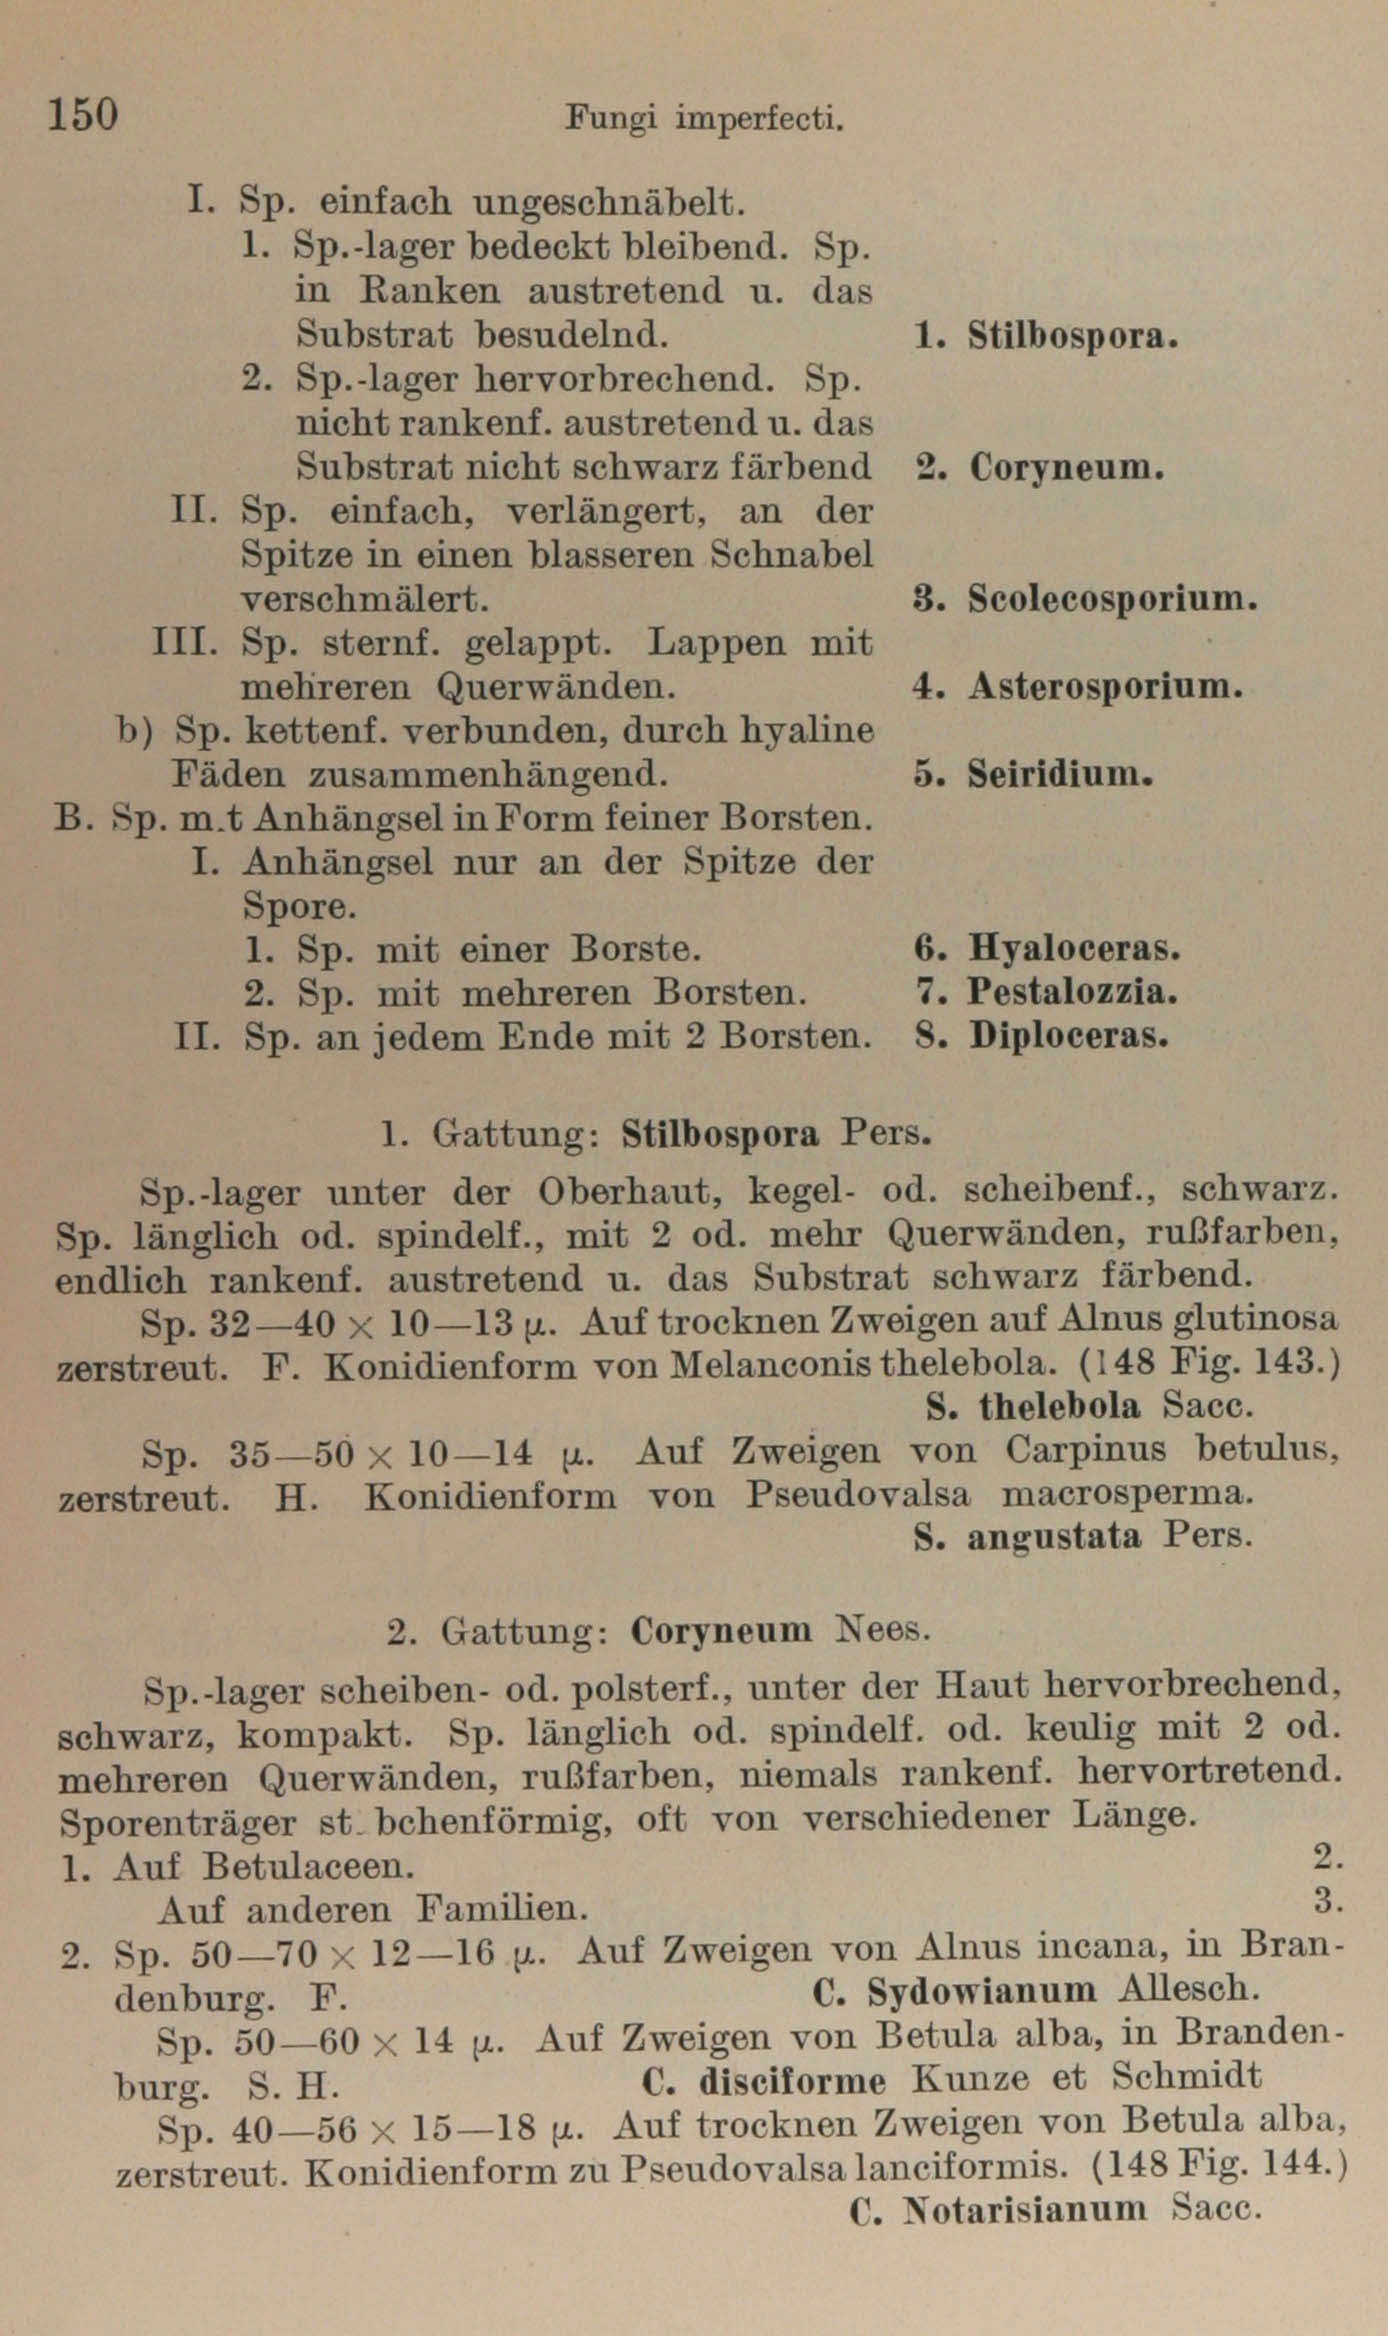 150 Fungi imperfecti.
I. Sp. einfach ungeschnäbelt.
1. Sp.-lager bedeckt bleibend. Sp.
in Ranken austretend u. das
Substrat besudelnd. 1. Stilbospora.
2. Sp.-lager hervorbrechend. Sp.
nicht rankenf. austretend u. das
Substrat nicht schwarz färbend 2. Coryneum.
II. Sp. einfach, verlängert, an der
Spitze in einen blasseren Schnabel
verschmälert. 3. Scolecosporium.
III. Sp. sternf. gelappt. Lappen mit
mehreren Querwänden. 4. Asterosporium.
b) Sp. kettenf. verbunden, durch hyaline
Fäden zusammenhängend. 5. Seiridium.
B. Sp. m.t Anhängsel in Form feiner Borsten.
I. Anhängsel nur an der Spitze der
Spore.
1. Sp. mit einer Borste. 6. Hyaloceras.
2. Sp. mit mehreren Borsten. 7. Pestalozzia.
II. Sp. an jedem Ende mit 2 Borsten. 8. Diploceras.
1. Gattung: Stilbospora Pers.
Sp.-lager unter der Oberhaut, kegel- od. scheibenf., schwarz.
Sp. länglich od. spindelf., mit 2 od. mehr Querwänden, rußfarben,
endlich rankenf. austretend u. das Substrat schwarz färbend.
Sp. 32—40 × 10—13 µ. Auf trocknen Zweigen auf Alnus glutinosa
zerstreut. F. Konidienform von Melanconis thelebola. (148 Fig. 143.)
S. thelebola Sacc.
Sp. 35—50 × 10—14 µ. Auf Zweigen von Carpinus betulus,
zerstreut. H. Konidienform von Pseudovalsa macrosperma.
S. angustata Pers.
2. Gattung: Coryneum Nees.
Sp.-lager scheiben- od. polsterf., unter der Haut hervorbrechend,
schwarz, kompakt. Sp. länglich od. spindelf. od. keulig mit 2 od.
mehreren Querwänden, rußfarben, niemals rankenf. hervortretend.
Sporenträger st bchenförmig, oft von verschiedener Länge.
1. Auf Betulaceen. 2.
Auf anderen Familien. 3.
2. Sp. 50—70 × 12—16 µ. Auf Zweigen von Alnus incana, in Bran-
denburg. F. C. Sydowianum Allesch.
Sp. 50—60 × 14 µ. Auf Zweigen von Betula alba, in Branden-
burg. S. H. C. disciforme Kunze et Schmidt
Sp. 40—56 × 15—18 µ. Auf trocknen Zweigen von Betula alba,
zerstreut. Konidienform zu Pseudovalsa lanciformis. (148 Fig. 144.)
C. Notarisianum Sacc.